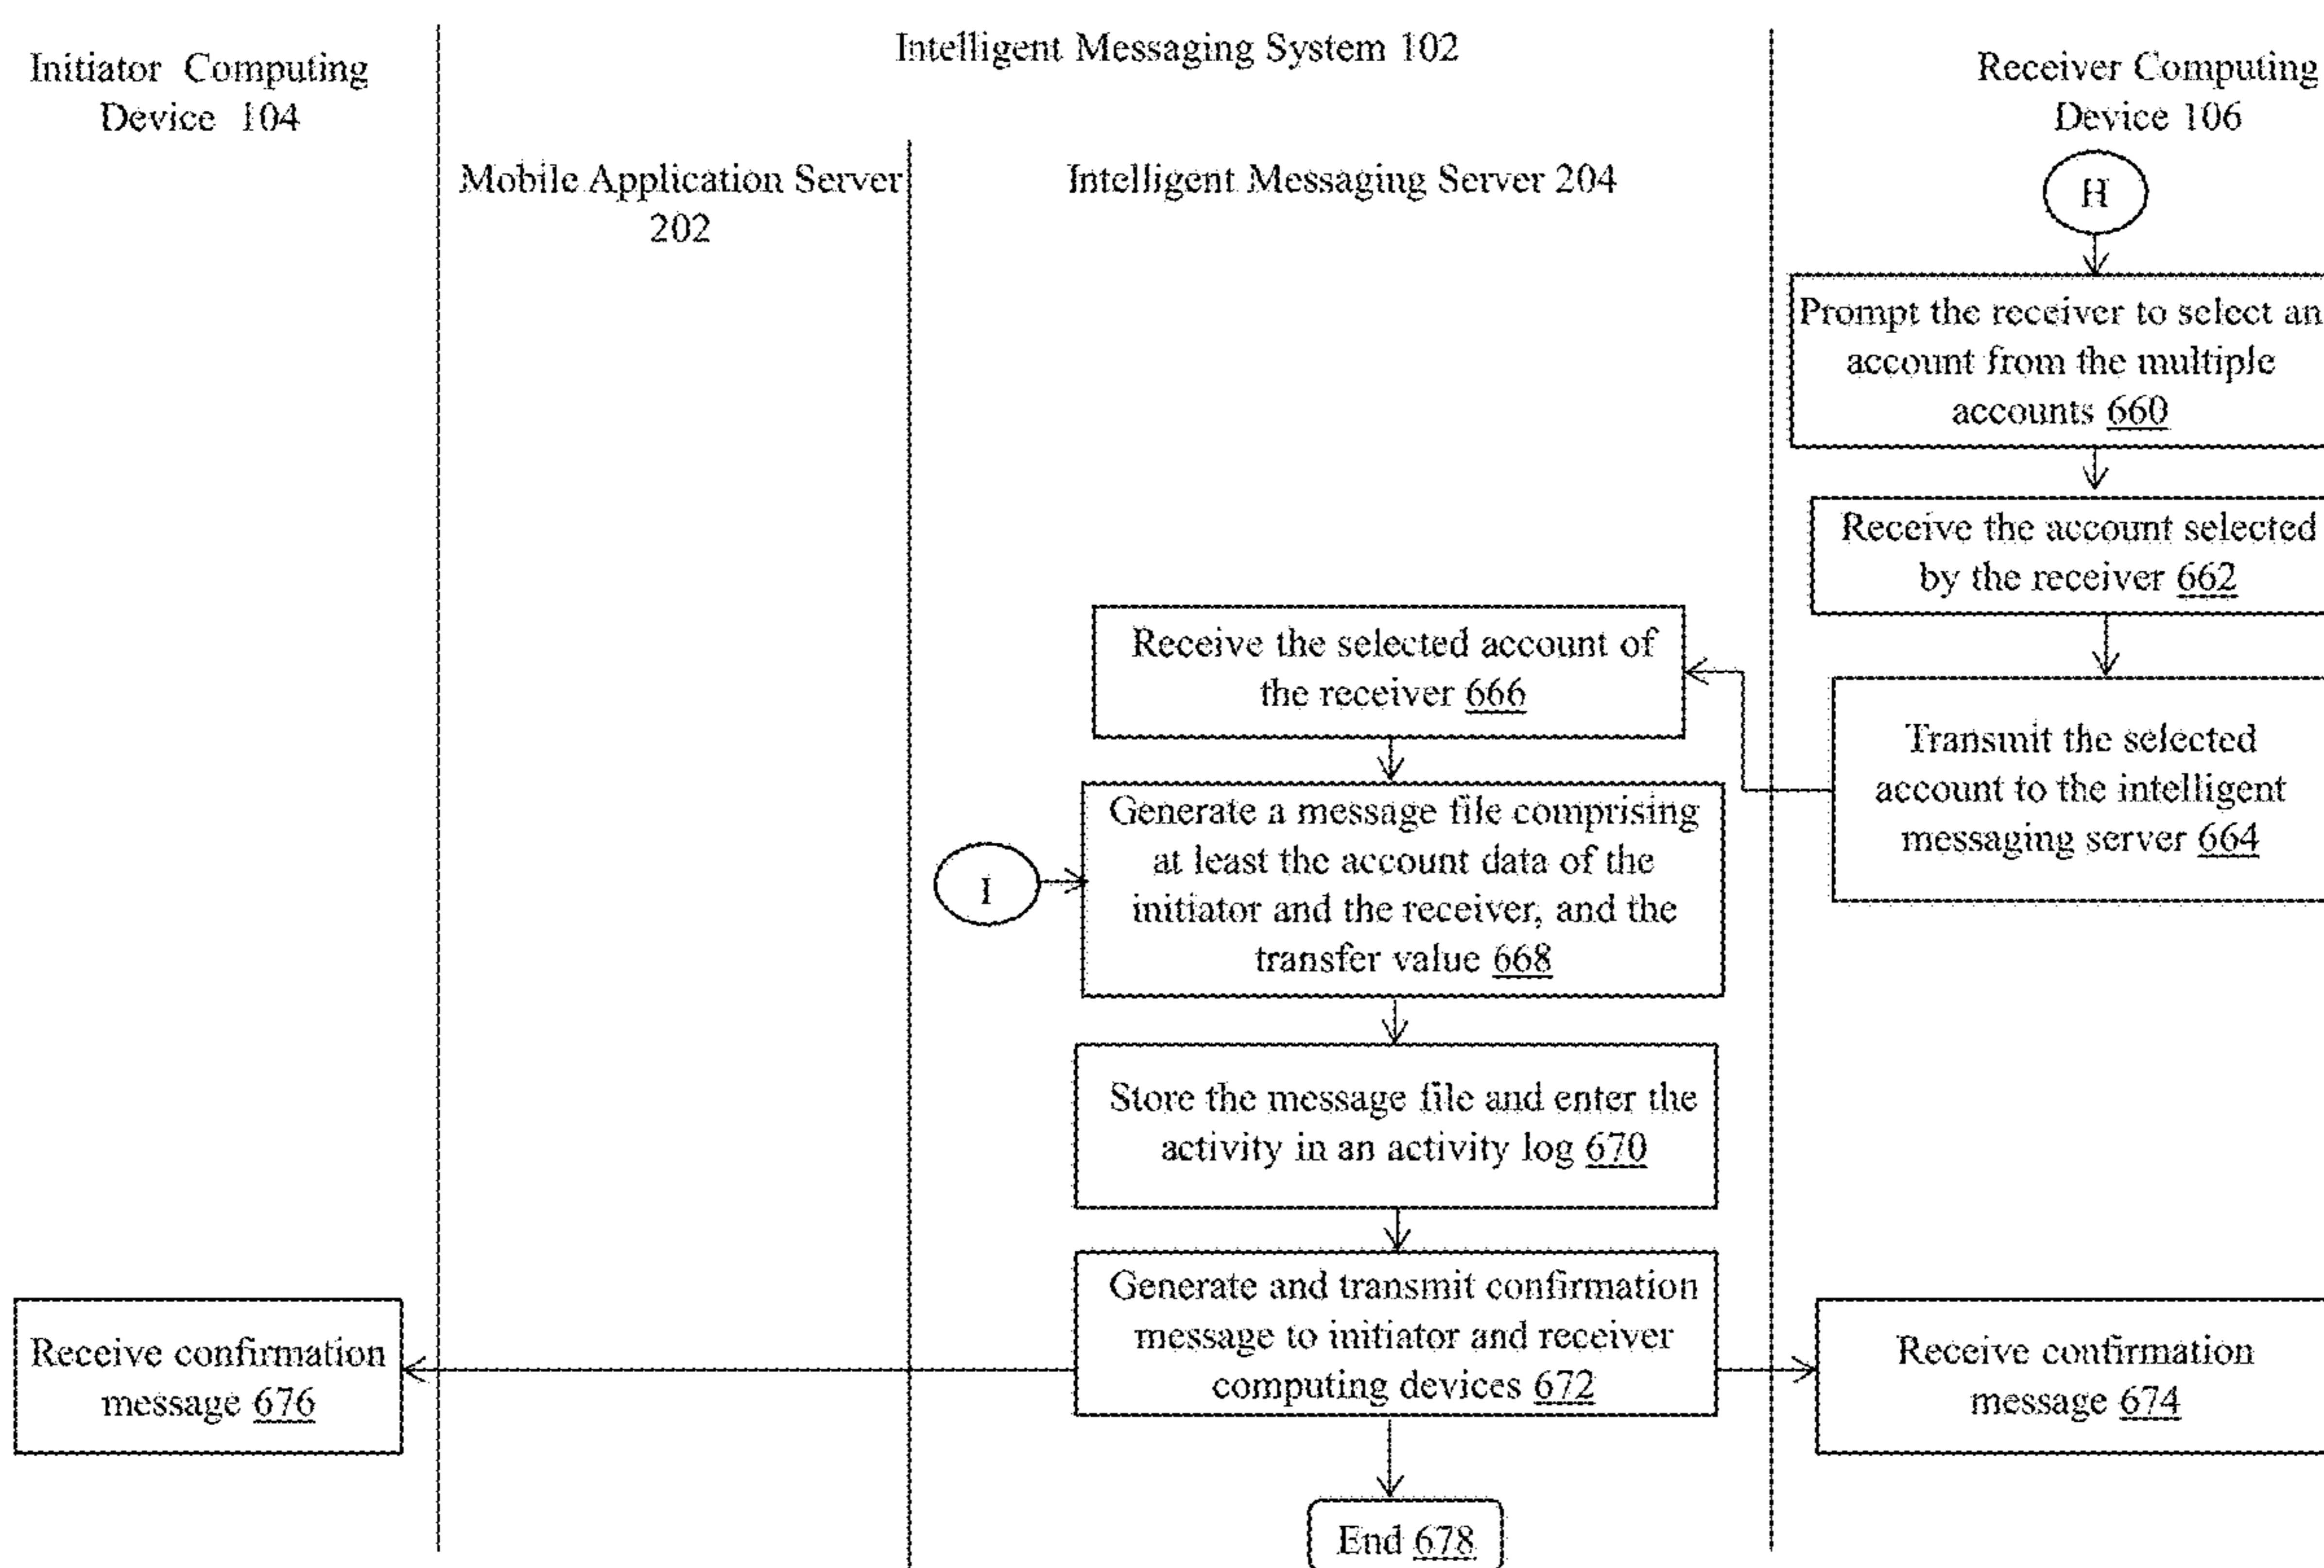 Initiator Computing
Device 104
Intelligent Messaging System 102
Receiver Computing
Device 106
Mobile Application Server
202
Intelligent Messaging Server 204
H
Prompt the receiver to select an
account from the multiple
accounts 660
Receive the account selected
by the receiver 662
Receive the selected account of
the receiver 666
Transmit the selected
account to the intelligent
messaging server 664
I
Generate a message file comprising
at least the account data of the
initiator and the receiver, and the
transfer value 668
Store the message file and enter the
activity in an activity log 670
Generate and transmit confirmation
message to initiator and receiver
computing devices 672
Receive confirmation
message 676
Receive confirmation
message 674
End 678